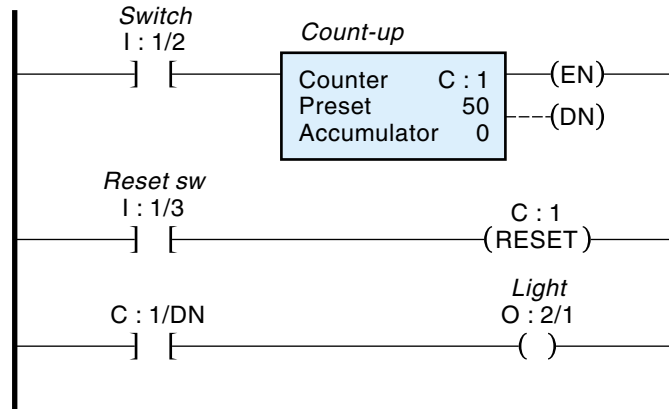 Switch
I : 1/2
Count-up
Counter C : 1
Preset 50
Accumulator 0
(EN)
(DN)
Reset sw
I : 1/3
C : 1
(RESET)
C : 1/DN
Light
O : 2/1